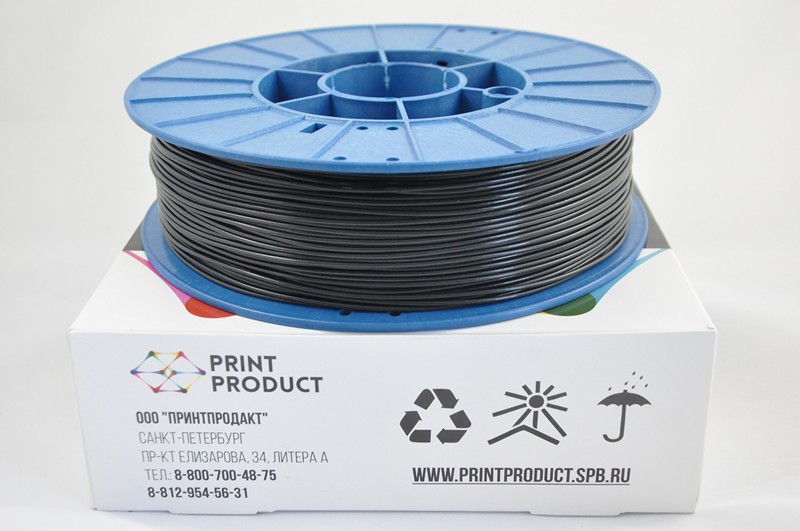 PRINT
PRODUCT
ООО "ПРИНТПРОДАКТ"
САНКТ-ПЕТЕРБУРГ
ПР-КТ ЕЛИЗАРОВА, 34, ЛИТЕРА А
ТЕЛ.: 8-800-700-48-75
8-812-954-56-31
WWW.PRINTPRODUCT.SPB.RU